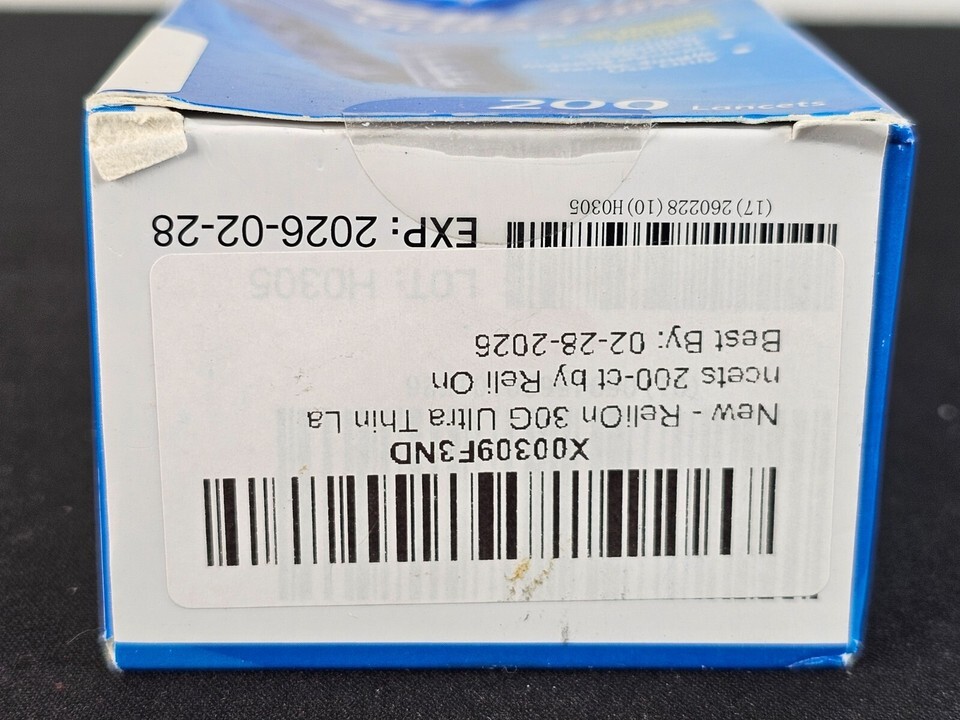 200 Lancets
X00309F3ND
New - ReliOn 30G Ultra Thin La
ncets 200-ct by Reli On
Best By: 02-28-2026
LOT: H0305
EXP: 2026-02-28
(17)260228(10)H0305